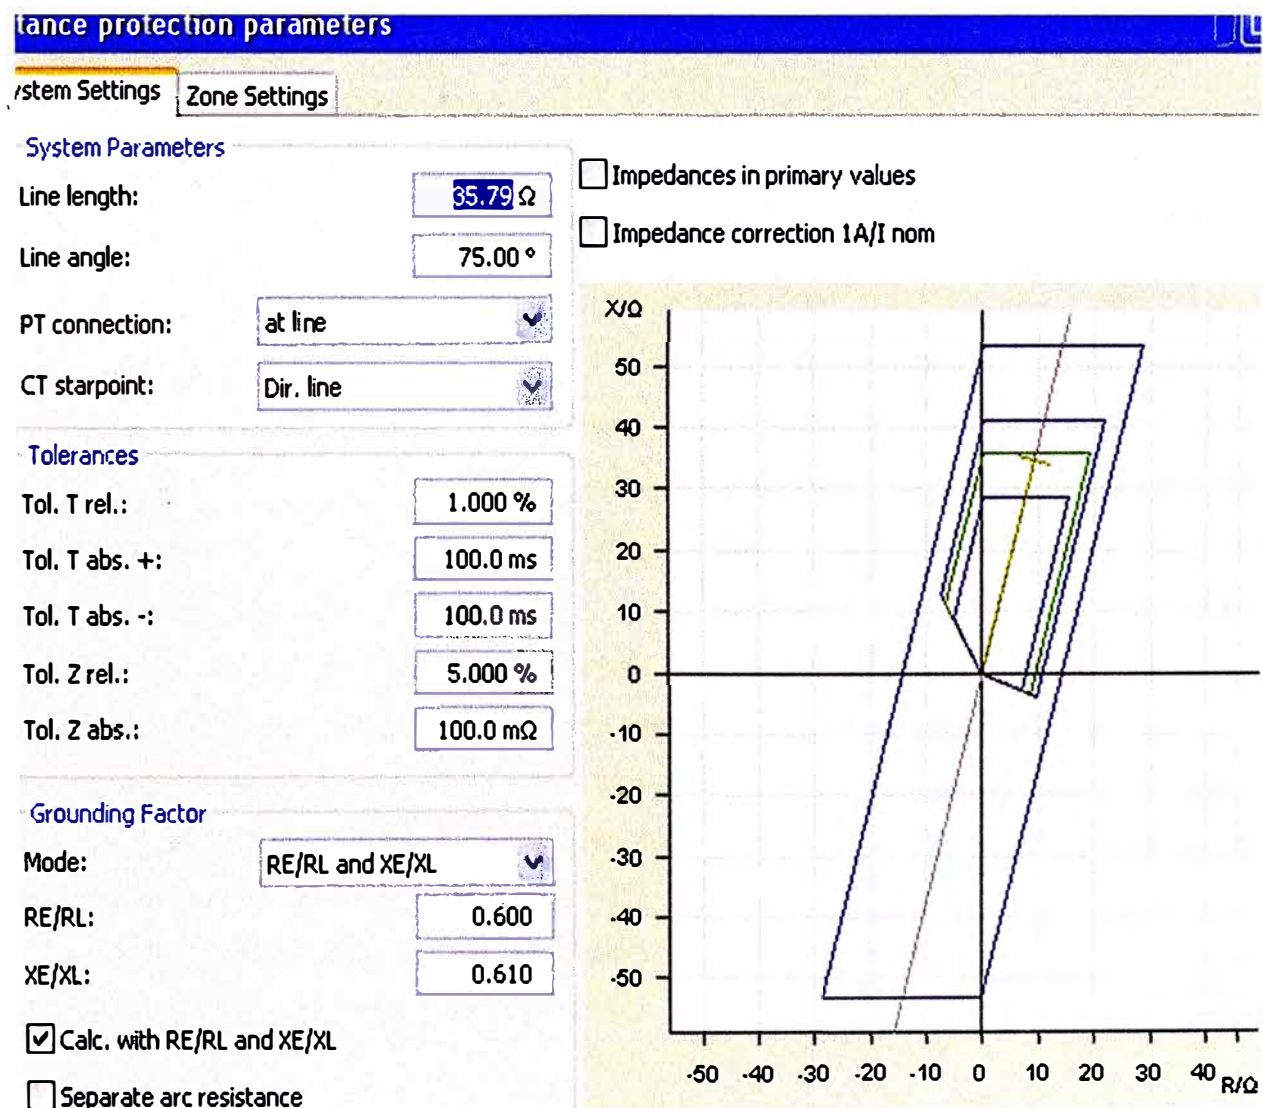 tance protection parameters
ystem Settings
Zone Settings
System Parameters
Line length:
35.79 Ω
Line angle:
75.00 °
PT connection:
at line
CT starpoint:
Dir. line
Tolerances
Tol. T rel.:
1.000 %
Tol. T abs. +:
100.0 ms
Tol. T abs. -:
100.0 ms
Tol. Z rel.:
5.000 %
Tol. Z abs.:
100.0 mΩ
Grounding Factor
Mode:
RE/RL and XE/XL
RE/RL:
0.600
XE/XL:
0.610
Calc. with RE/RL and XE/XL
Separate arc resistance
Impedances in primary values
Impedance correction 1A/I nom
X/Ω
50
40
30
20
10
0
-10
-20
-30
-40
-50
-50 -40 -30 -20 -10 0 10 20 30 40
R/Ω